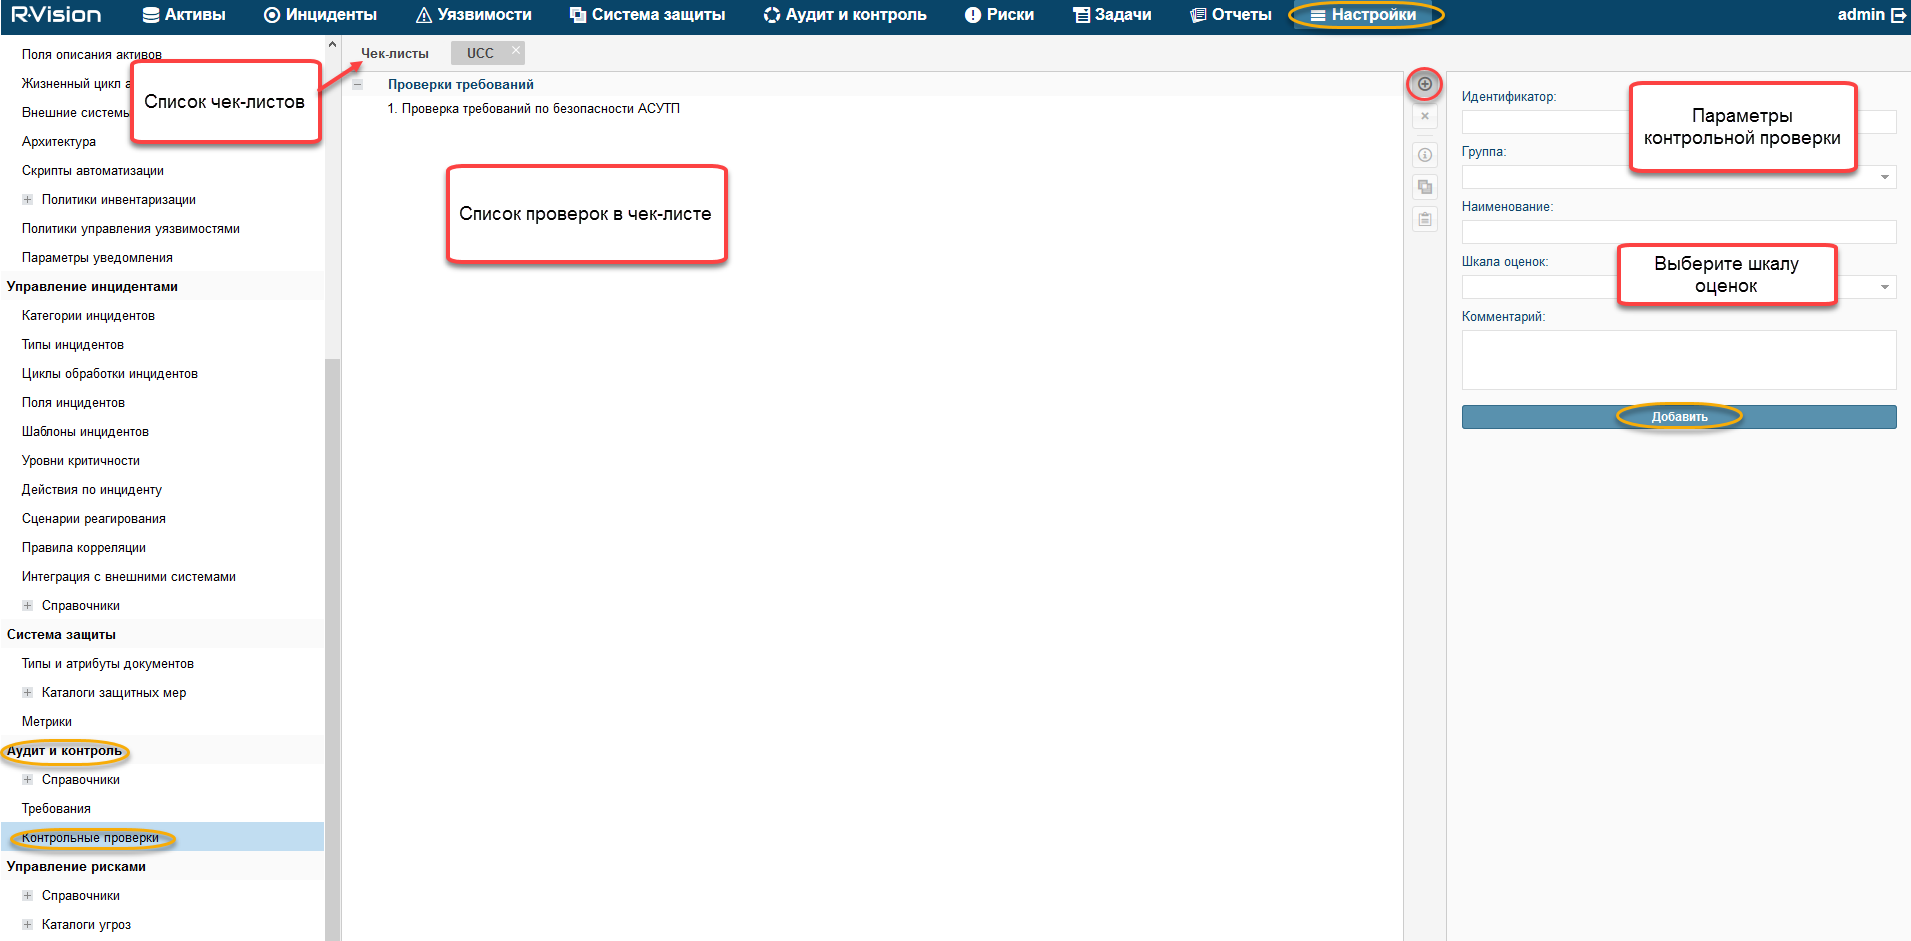 R-Vision
Активы
Инциденты
Уязвимости
Система защиты
Аудит и контроль
Риски
Задачи
Отчеты
Настройки
admin
Поля описания активов
Жизненный цикл а
Внешние системы
Архитектура
Скрипты автоматизации
Политики инвентаризации
Политики управления уязвимостями
Параметры уведомления
Управление инцидентами
Категории инцидентов
Типы инцидентов
Циклы обработки инцидентов
Поля инцидентов
Шаблоны инцидентов
Уровни критичности
Действия по инциденту
Сценарии реагирования
Правила корреляции
Интеграция с внешними системами
Справочники
Система защиты
Типы и атрибуты документов
Каталоги защитных мер
Метрики
Аудит и контроль
Справочники
Требования
Контрольные проверки
Управление рисками
Справочники
Каталоги угроз
Список чек-листов
Чек-листы
UCC
Проверки требований
1. Проверка требований по безопасности АСУТП
Список проверок в чек-листе
Идентификатор:
Параметры
контрольной проверки
Группа:
Наименование:
Шкала оценок:
Выберите шкалу
оценок
Комментарий:
Добавить